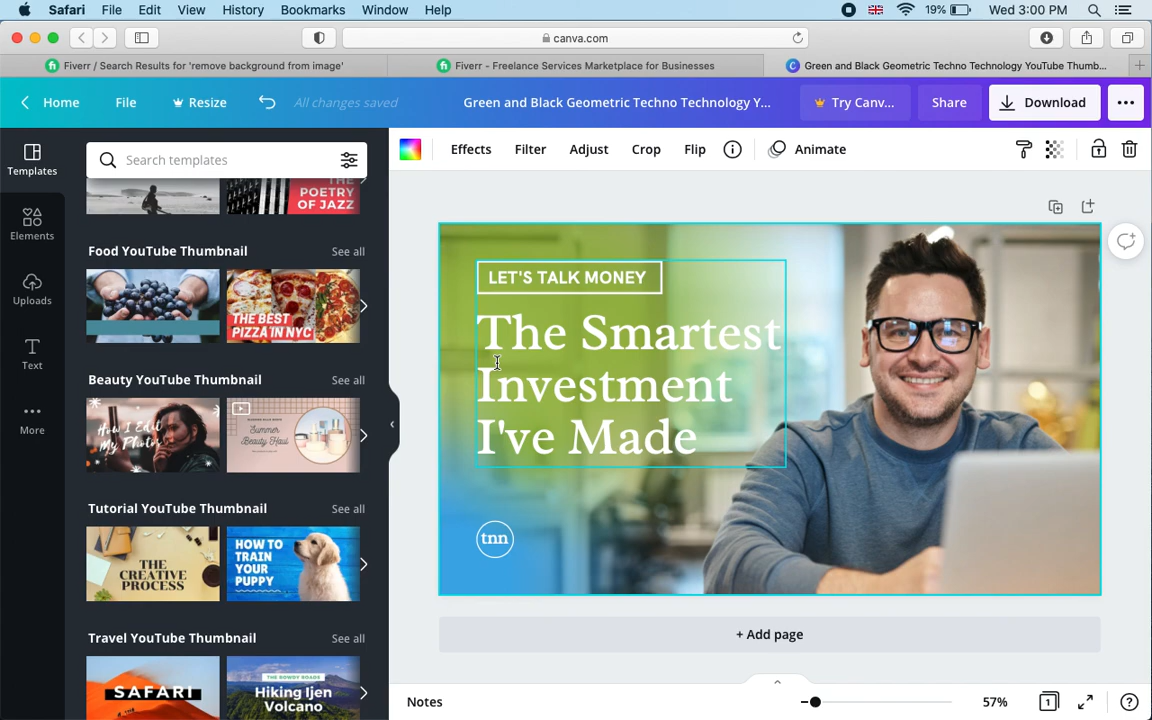 Safari File Edit View History Bookmarks Window Help 19% Wed 3:00 PM
canva.com
Fiverr / Search Results for 'remove background from image' Fiverr - Freelance Services Marketplace for Businesses Green and Black Geometric Techno Technology YouTube Thumb...
Home File Resize All changes saved Green and Black Geometric Techno Technology Y... Try Canv... Share Download
Templates
Elements
Uploads
Text
More
Search templates
THE
POETRY
OF JAZZ
Food YouTube Thumbnail See all
THE BEST
PIZZA IN NYC
Beauty YouTube Thumbnail See all
How I Edit
My Photos
Summer
Beauty Haul
Tutorial YouTube Thumbnail See all
THE
CREATIVE
PROCESS
HOW TO
TRAIN
YOUR
PUPPY
Travel YouTube Thumbnail See all
SAFARI
THE ROWDY ROADS
Hiking Ijen
Volcano
Effects Filter Adjust Crop Flip Animate
LET'S TALK MONEY
The Smartest
Investment
I've Made
tnn
+ Add page
Notes 57% 1